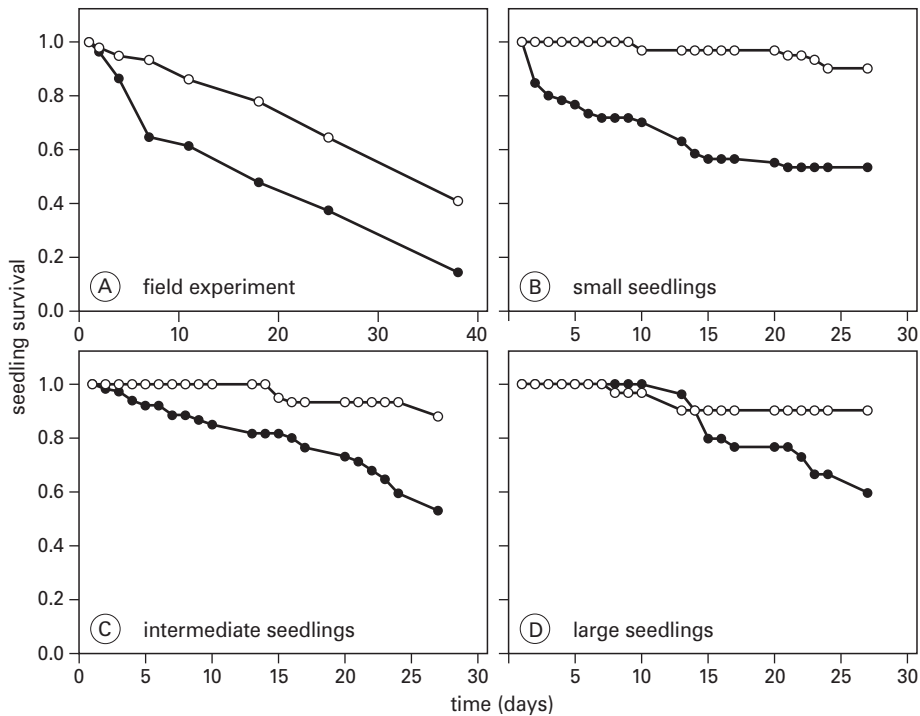 seedling survival
1.0
0.8
0.6
0.4
0.2
0.0
A field experiment
0 10 20 30 40
B small seedlings
5 10 15 20 25 30
1.0
0.8
0.6
0.4
0.2
0.0
C intermediate seedlings
0 5 10 15 20 25 30
D large seedlings
5 10 15 20 25 30
time (days)